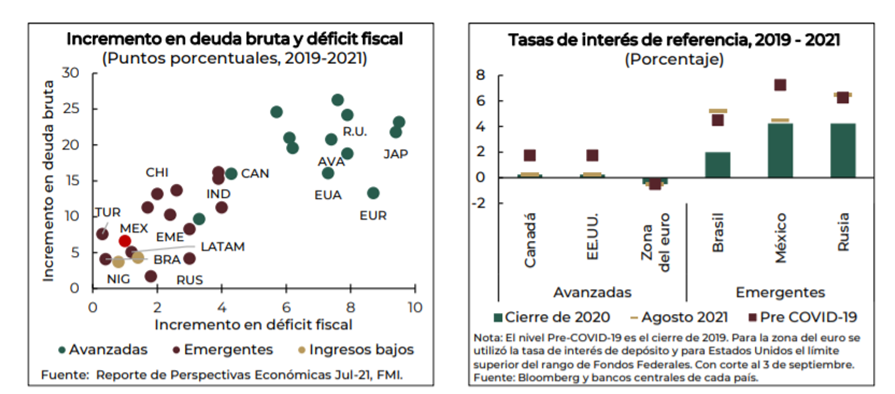 Incremento en deuda bruta y déficit fiscal
(Puntos porcentuales, 2019-2021)
Incremento en deuda bruta
30
25
20
15
10
5
0
R.U.
JAP
AVA
CAN
EUA
EUR
CHI
IND
TUR
MEX
EME
LATAM
BRA
NIG
RUS
0 2 4 6 8 10
Incremento en déficit fiscal
Avanzadas Emergentes Ingresos bajos
Fuente: Reporte de Perspectivas Económicas Jul-21, FMI.
Tasas de interés de referencia, 2019 - 2021
(Porcentaje)
8
6
4
2
0
-2
Canadá
EE.UU.
Zona
del euro
Brasil
México
Rusia
Avanzadas Emergentes
Cierre de 2020 Agosto 2021 Pre COVID-19
Nota: El nivel Pre-COVID-19 es el cierre de 2019. Para la zona del euro se
utilizó la tasa de interés de depósito y para Estados Unidos el límite
superior del rango de Fondos Federales. Con corte al 3 de septiembre.
Fuente: Bloomberg y bancos centrales de cada país.